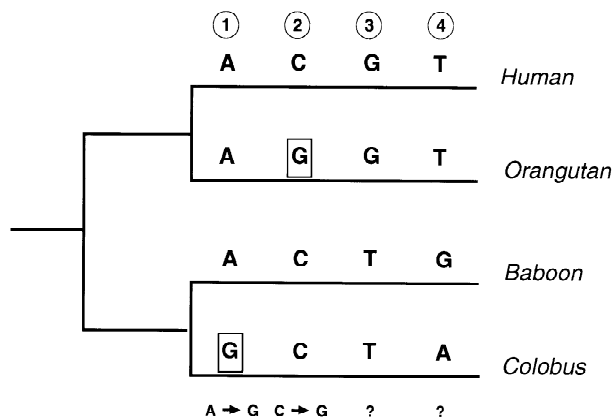 1 2 3 4
A C G T Human
A G G T Orangutan
A C T G Baboon
G C T A Colobus
A → G C → G ? ?